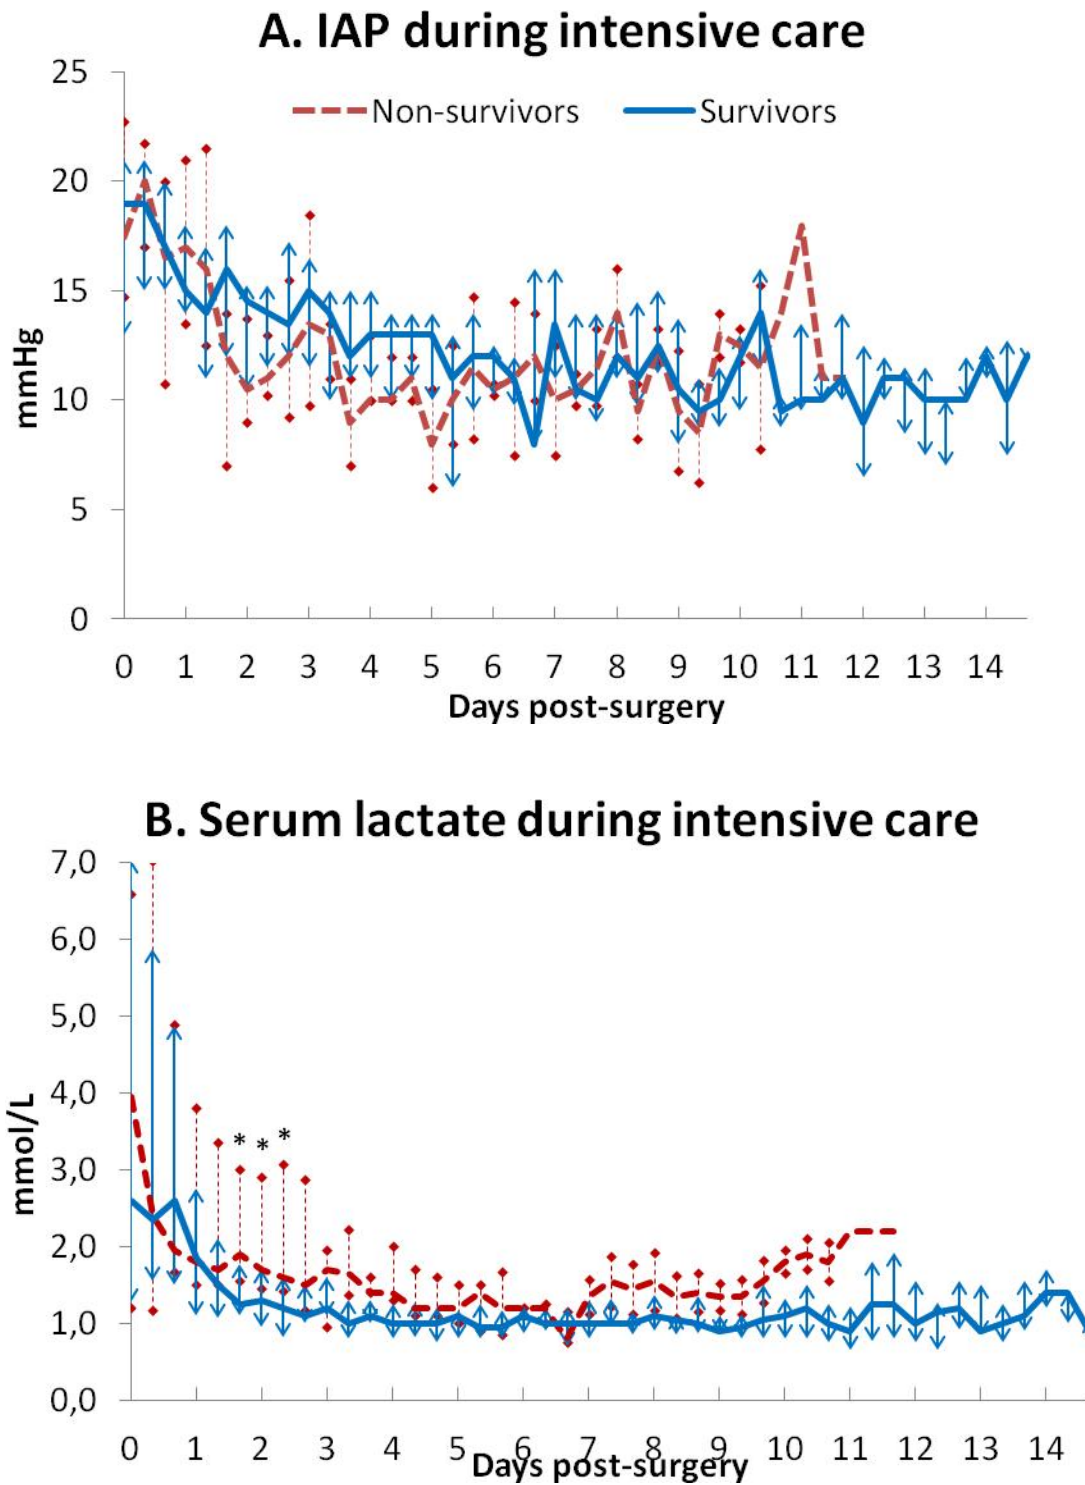 A. IAP during intensive care
25
Non-survivors Survivors
20
15
10
5
0
mmHg
0 1 2 3 4 5 6 7 8 9 10 11 12 13 14
Days post-surgery
B. Serum lactate during intensive care
7,0
6,0
5,0
4,0
* * *
3,0
2,0
1,0
0,0
mmol/L
0 1 2 3 4 5 6 7 8 9 10 11 12 13 14
Days post-surgery